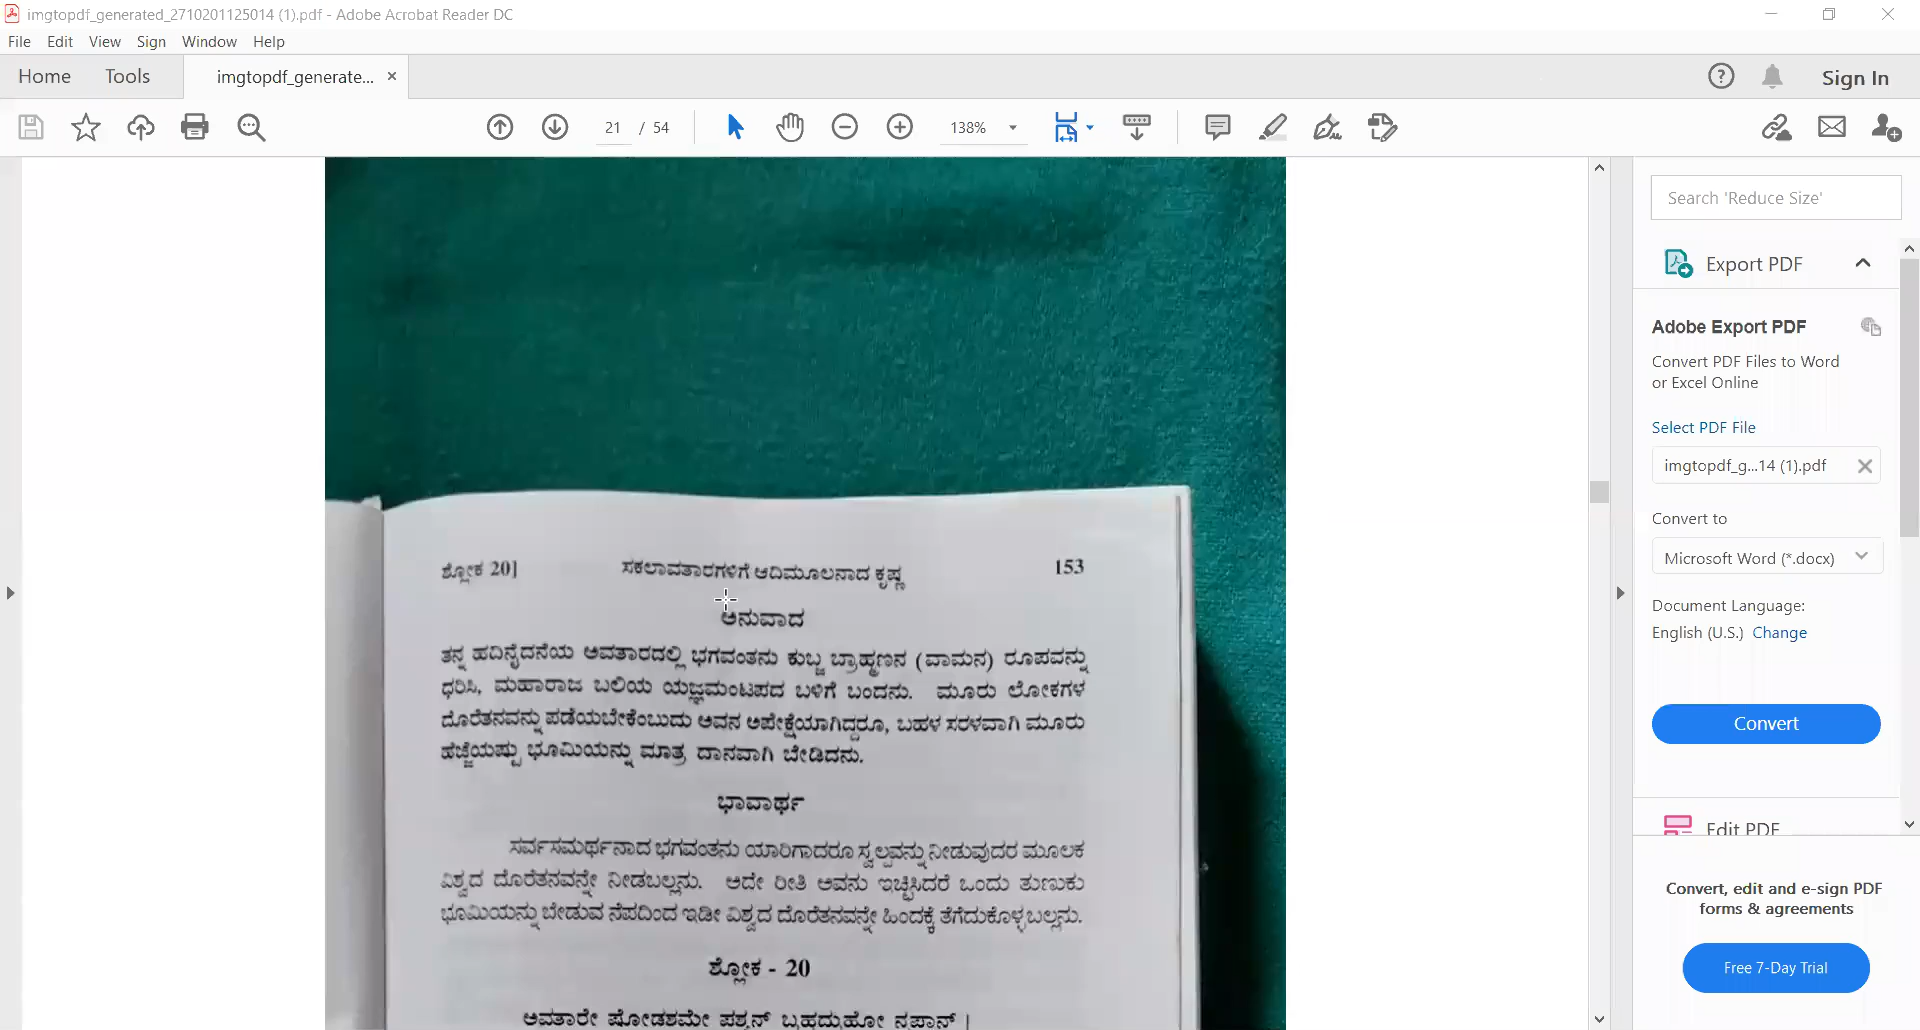 imgtopdf_generated_2710201125014 (1).pdf - Adobe Acrobat Reader DC
File Edit View Sign Window Help
Home Tools imgtopdf_generate... ×
Sign In
21 / 54 138%
Search 'Reduce Size'
Export PDF
Adobe Export PDF
Convert PDF Files to Word
or Excel Online
Select PDF File
imgtopdf_g...14 (1).pdf
Convert to
Microsoft Word (*.docx)
Document Language:
English (U.S.) Change
Convert
Edit PDF
Convert, edit and e-sign PDF
forms & agreements
Free 7-Day Trial
ಶ್ಲೋಕ 20] ಸಕಲಾವತಾರಗಳಿಗೆ ಆದಿಮೂಲನಾದ ಕೃಷ್ಣ 153
ಅನುವಾದ
ತನ್ನ ಹದಿನೈದನೆಯ ಅವತಾರದಲ್ಲಿ ಭಗವಂತನು ಕುಬ್ಜ ಬ್ರಾಹ್ಮಣನ (ವಾಮನ) ರೂಪವನ್ನು
ಧರಿಸಿ, ಮಹಾರಾಜ ಬಲಿಯ ಯಜ್ಞಮಂಟಪದ ಬಳಿಗೆ ಬಂದನು. ಮೂರು ಲೋಕಗಳ
ದೊರೆತನವನ್ನು ಪಡೆಯಬೇಕೆಂಬುದು ಅವನ ಅಪೇಕ್ಷೆಯಾಗಿದ್ದರೂ, ಬಹಳ ಸರಳವಾಗಿ ಮೂರು
ಹೆಜ್ಜೆಯಷ್ಟು ಭೂಮಿಯನ್ನು ಮಾತ್ರ ದಾನವಾಗಿ ಬೇಡಿದನು.
ಭಾವಾರ್ಥ
ಸರ್ವಸಮರ್ಥನಾದ ಭಗವಂತನು ಯಾರಿಗಾದರೂ ಸ್ವಲ್ಪವನ್ನು ನೀಡುವುದರ ಮೂಲಕ
ವಿಶ್ವದ ದೊರೆತನವನ್ನೇ ನೀಡಬಲ್ಲನು. ಅದೇ ರೀತಿ ಅವನು ಇಚ್ಛಿಸಿದರೆ ಒಂದು ತುಣುಕು
ಭೂಮಿಯನ್ನು ಬೇಡುವ ನೆಪದಿಂದ ಇಡೀ ವಿಶ್ವದ ದೊರೆತನವನ್ನೇ ಹಿಂದಕ್ಕೆ ತೆಗೆದುಕೊಳ್ಳಬಲ್ಲನು.
ಶ್ಲೋಕ - 20
ಅವತಾರೇ ಷೋಡಶಮೇ ಪಶ್ಯನ್ ಬ್ರಹ್ಮದ್ರುಹೋ ನೃಪಾನ್ |